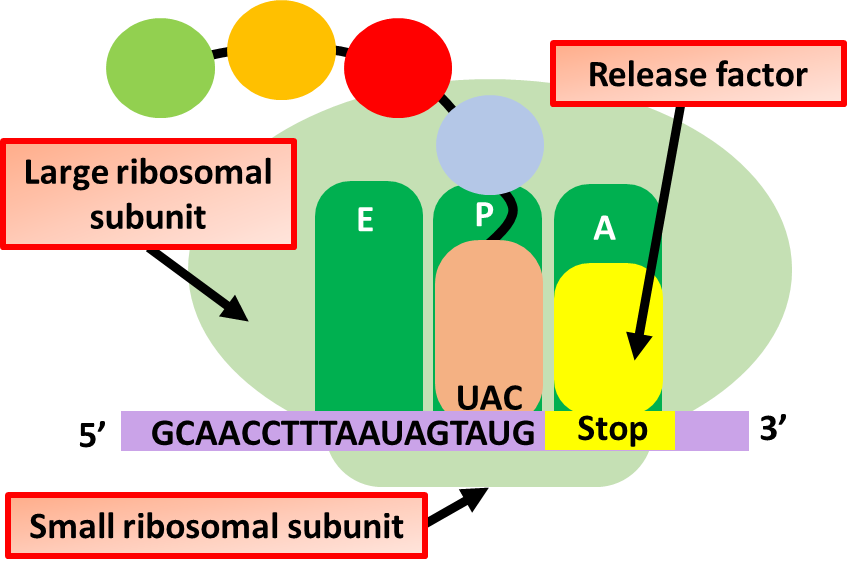 Release factor
Large ribosomal
subunit
E
P
A
UAC
5’
GCAACCTTTAAUAGTAUG
Stop
3’
Small ribosomal subunit